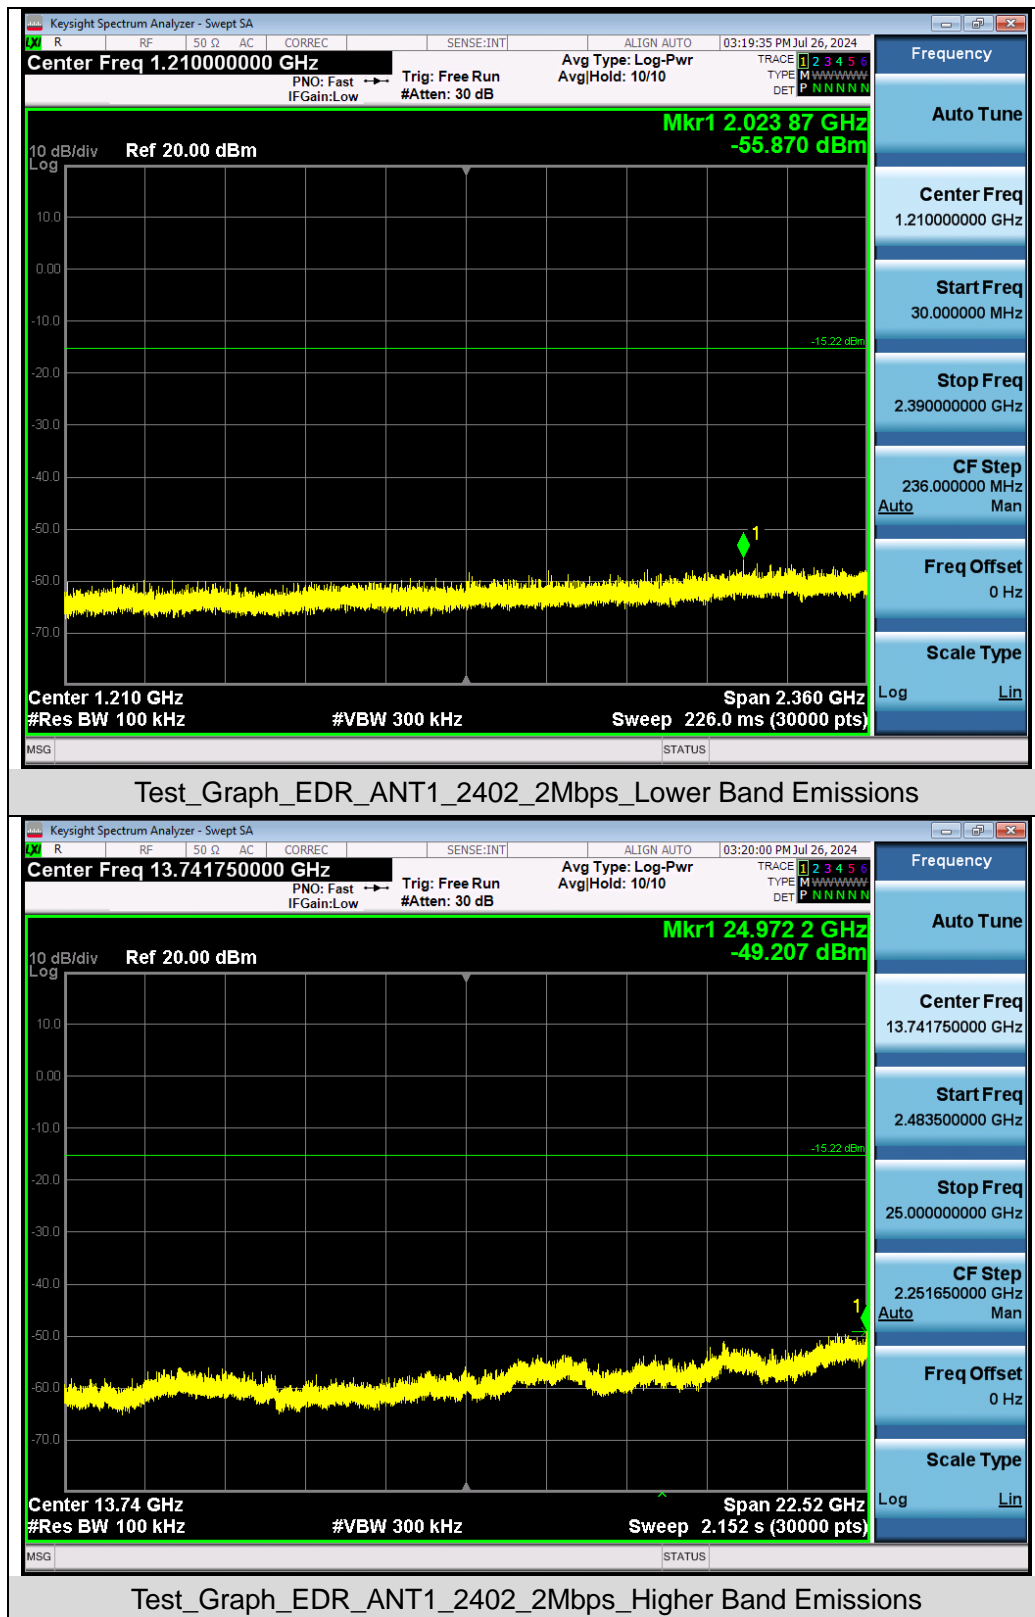 Keysight Spectrum Analyzer - Swept SA
LXI R RF 50 Ω AC CORREC SENSE:INT ALIGN AUTO 03:19:35 PM Jul 26, 2024
Center Freq 1.210000000 GHz
PNO: Fast
IFGain:Low
Trig: Free Run
#Atten: 30 dB
Avg Type: Log-Pwr
Avg|Hold: 10/10
TRACE 1 2 3 4 5 6
TYPE M WWWWW
DET P N N N N N
Mkr1 2.023 87 GHz
-55.870 dBm
10 dB/div Ref 20.00 dBm
Log
10.0
0.00
-10.0
-15.22 dBm
-20.0
-30.0
-40.0
-50.0
1
-60.0
-70.0
Center 1.210 GHz Span 2.360 GHz
#Res BW 100 kHz #VBW 300 kHz Sweep 226.0 ms (30000 pts)
MSG STATUS
Frequency
Auto Tune
Center Freq
1.210000000 GHz
Start Freq
30.000000 MHz
Stop Freq
2.390000000 GHz
CF Step
236.000000 MHz
Auto Man
Freq Offset
0 Hz
Scale Type
Log Lin
Test_Graph_EDR_ANT1_2402_2Mbps_Lower Band Emissions
Keysight Spectrum Analyzer - Swept SA
LXI R RF 50 Ω AC CORREC SENSE:INT ALIGN AUTO 03:20:00 PM Jul 26, 2024
Center Freq 13.741750000 GHz
PNO: Fast
IFGain:Low
Trig: Free Run
#Atten: 30 dB
Avg Type: Log-Pwr
Avg|Hold: 10/10
TRACE 1 2 3 4 5 6
TYPE M WWWWW
DET P N N N N N
Mkr1 24.972 2 GHz
-49.207 dBm
10 dB/div Ref 20.00 dBm
Log
10.0
0.00
-10.0
-15.22 dBm
-20.0
-30.0
-40.0
1
-50.0
-60.0
-70.0
Center 13.74 GHz Span 22.52 GHz
#Res BW 100 kHz #VBW 300 kHz Sweep 2.152 s (30000 pts)
MSG STATUS
Frequency
Auto Tune
Center Freq
13.741750000 GHz
Start Freq
2.483500000 GHz
Stop Freq
25.000000000 GHz
CF Step
2.251650000 GHz
Auto Man
Freq Offset
0 Hz
Scale Type
Log Lin
Test_Graph_EDR_ANT1_2402_2Mbps_Higher Band Emissions